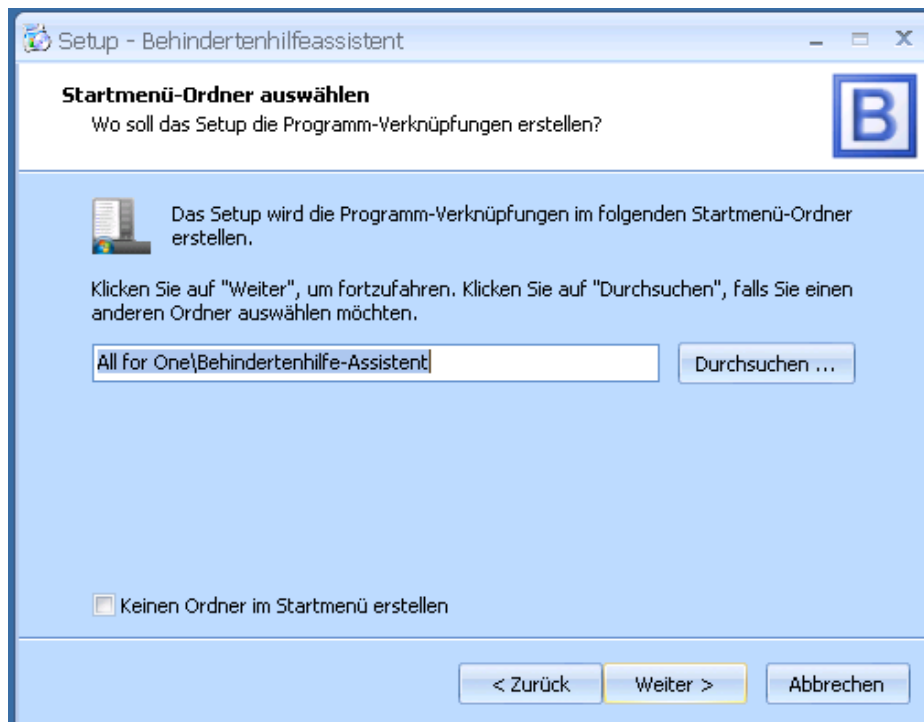 Setup - Behindertenhilfeassistent
Startmenü-Ordner auswählen
Wo soll das Setup die Programm-Verknüpfungen erstellen?
B
Das Setup wird die Programm-Verknüpfungen im folgenden Startmenü-Ordner
erstellen.
Klicken Sie auf "Weiter", um fortzufahren. Klicken Sie auf "Durchsuchen", falls Sie einen
anderen Ordner auswählen möchten.
All for One\Behindertenhilfe-Assistent
Durchsuchen ...
Keinen Ordner im Startmenü erstellen
< Zurück
Weiter >
Abbrechen